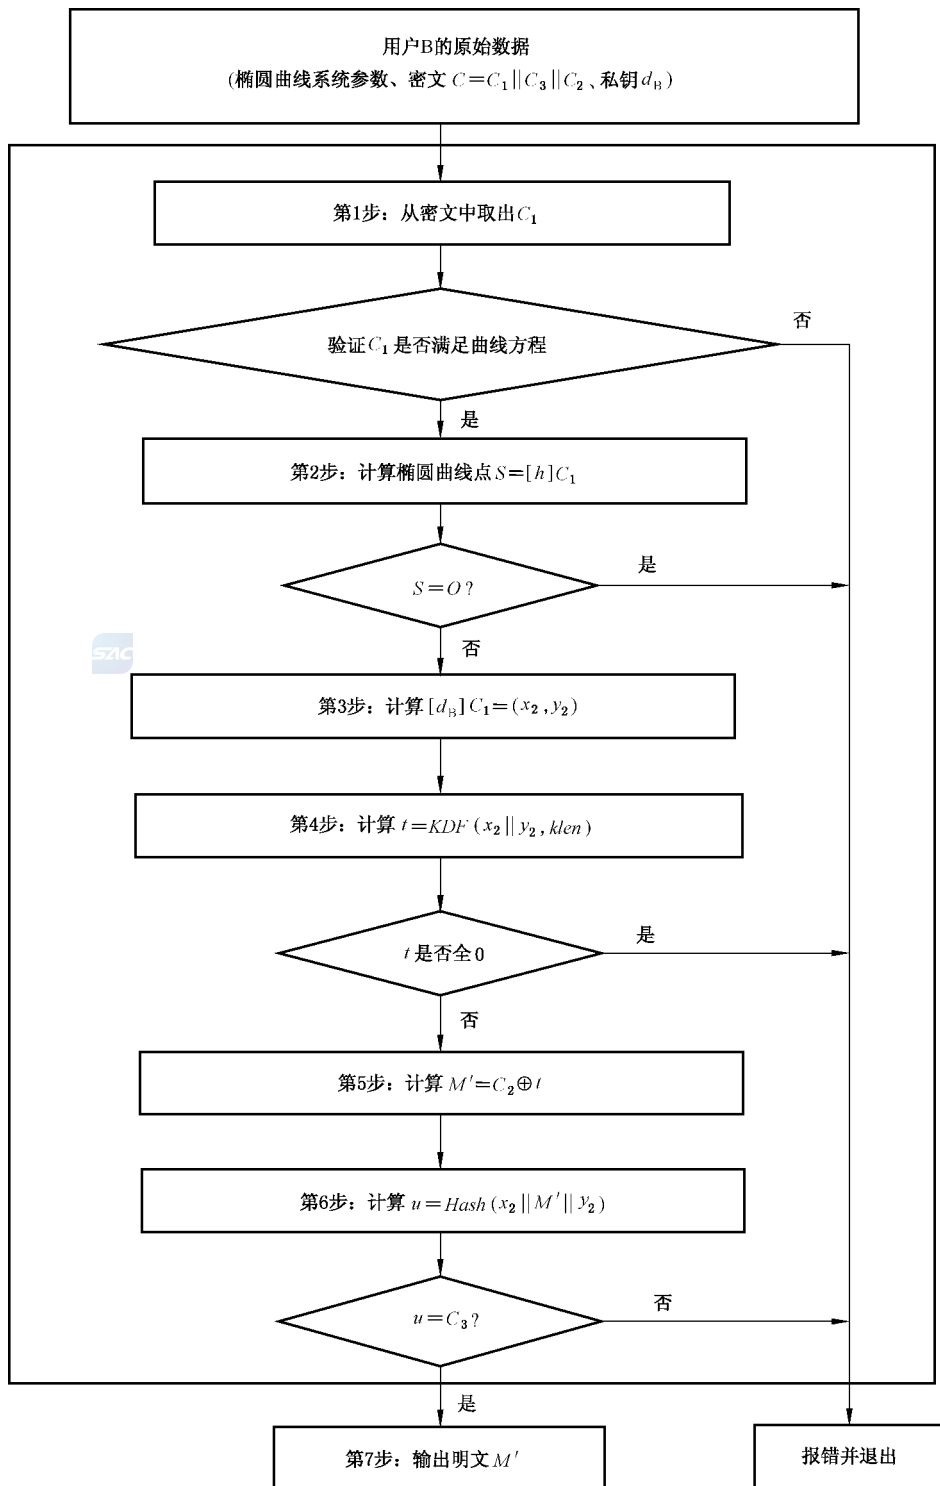 用户B的原始数据
(椭圆曲线系统参数、密文 C=C₁||C₃||C₂、私钥 d_B)
第1步：从密文中取出C₁
验证C₁是否满足曲线方程
否
是
第2步：计算椭圆曲线点 S=[h]C₁
S=O?
是
否
SAC
第3步：计算[d_B]C₁=(x₂,y₂)
第4步：计算 t=KDF(x₂||y₂,klen)
t是否全0
是
否
第5步：计算 M′=C₂⊕t
第6步：计算 u=Hash(x₂||M′||y₂)
u=C₃?
否
是
第7步：输出明文M′
报错并退出